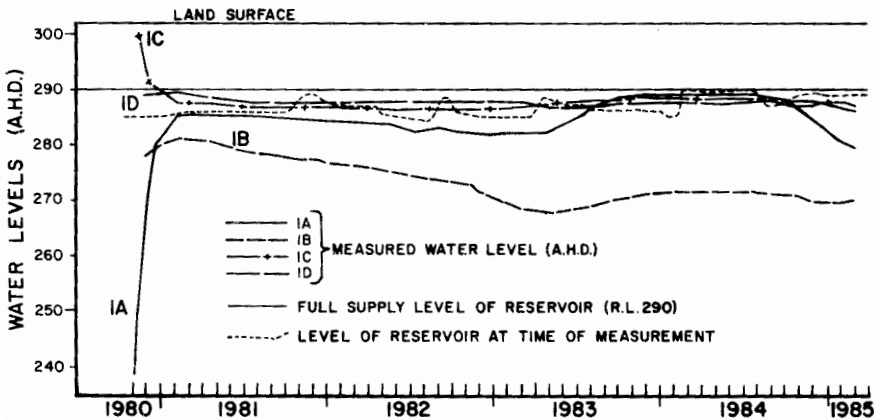 LAND SURFACE
WATER LEVELS (A.H.D.)
300
290
280
270
260
250
240
IC
ID
IB
IA
IA
IB
IC
ID
MEASURED WATER LEVEL (A.H.D.)
FULL SUPPLY LEVEL OF RESERVOIR (R.L.290)
LEVEL OF RESERVOIR AT TIME OF MEASUREMENT
1980 1981 1982 1983 1984 1985